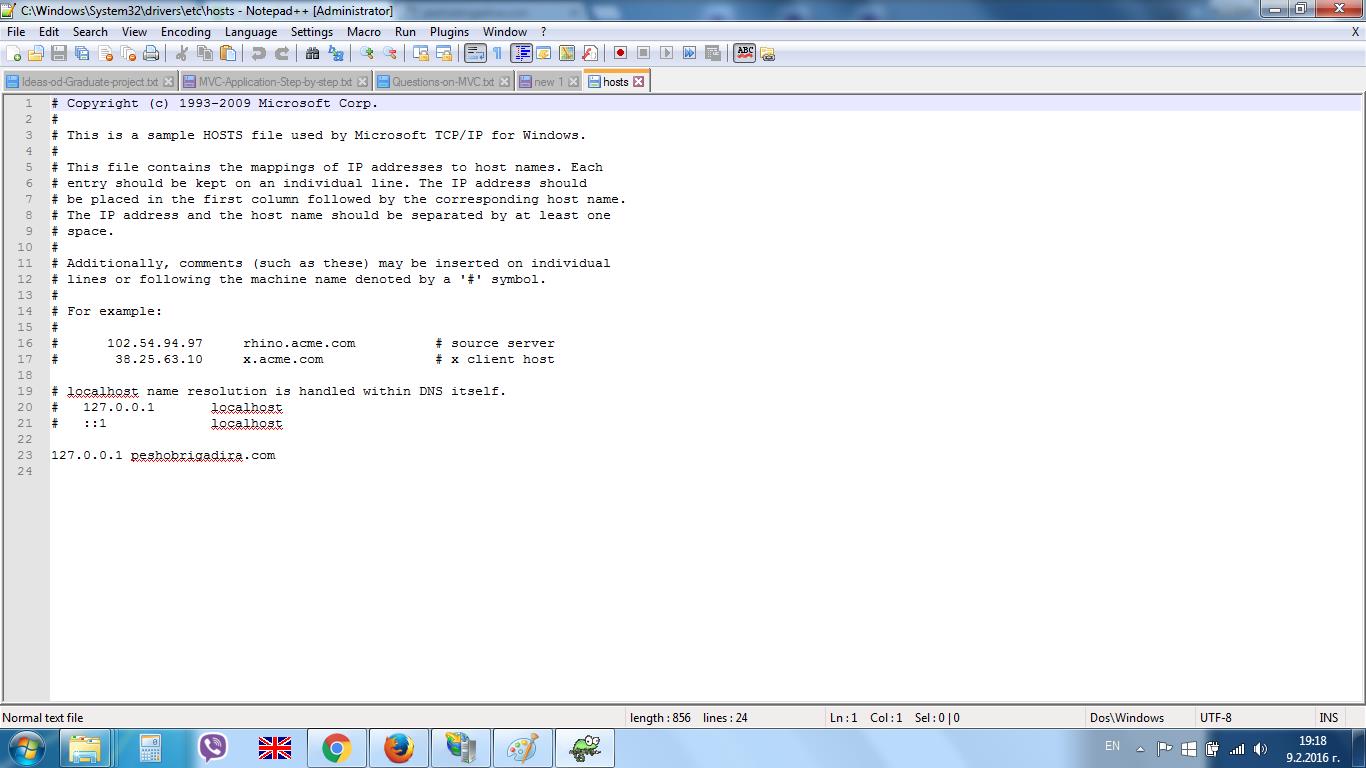 C:\Windows\System32\drivers\etc\hosts - Notepad++ [Administrator]
File Edit Search View Encoding Language Settings Macro Run Plugins Window ? X
Ideas-od-Graduate-project.txt MVC-Application-Step-by-step.txt Questions-on-MVC.txt new 1 hosts
1 # Copyright (c) 1993-2009 Microsoft Corp.
2 #
3 # This is a sample HOSTS file used by Microsoft TCP/IP for Windows.
4 #
5 # This file contains the mappings of IP addresses to host names. Each
6 # entry should be kept on an individual line. The IP address should
7 # be placed in the first column followed by the corresponding host name.
8 # The IP address and the host name should be separated by at least one
9 # space.
10 #
11 # Additionally, comments (such as these) may be inserted on individual
12 # lines or following the machine name denoted by a '#' symbol.
13 #
14 # For example:
15 #
16 # 102.54.94.97 rhino.acme.com # source server
17 # 38.25.63.10 x.acme.com # x client host
18
19 # localhost name resolution is handled within DNS itself.
20 # 127.0.0.1 localhost
21 # ::1 localhost
22
23 127.0.0.1 peshobrigadira.com
24
Normal text file length : 856 lines : 24 Ln : 1 Col : 1 Sel : 0 | 0 Dos\Windows UTF-8 INS
EN 19:18
9.2.2016 г.